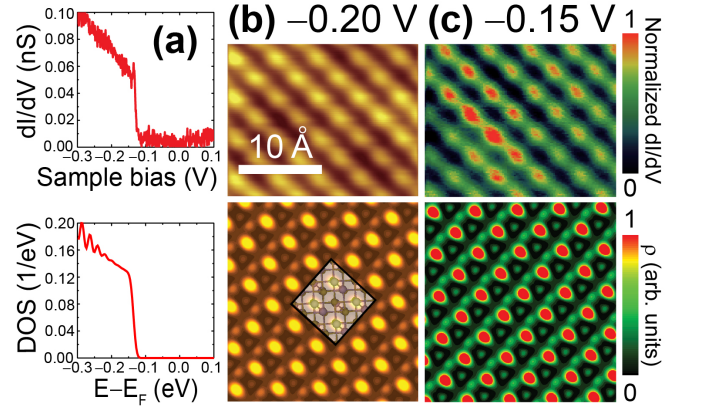 (a)
dI/dV (nS)
0.10
0.08
0.06
0.04
0.02
0.00
−0.3 −0.2 −0.1 0.0 0.1
Sample bias (V)
DOS (1/eV)
0.20
0.16
0.12
0.08
0.04
0.00
−0.3 −0.2 −0.1 0.0 0.1
E−E_F (eV)
(b) −0.20 V
10 Å
(c) −0.15 V
1
Normalized dI/dV
0
1
ρ (arb. units)
0